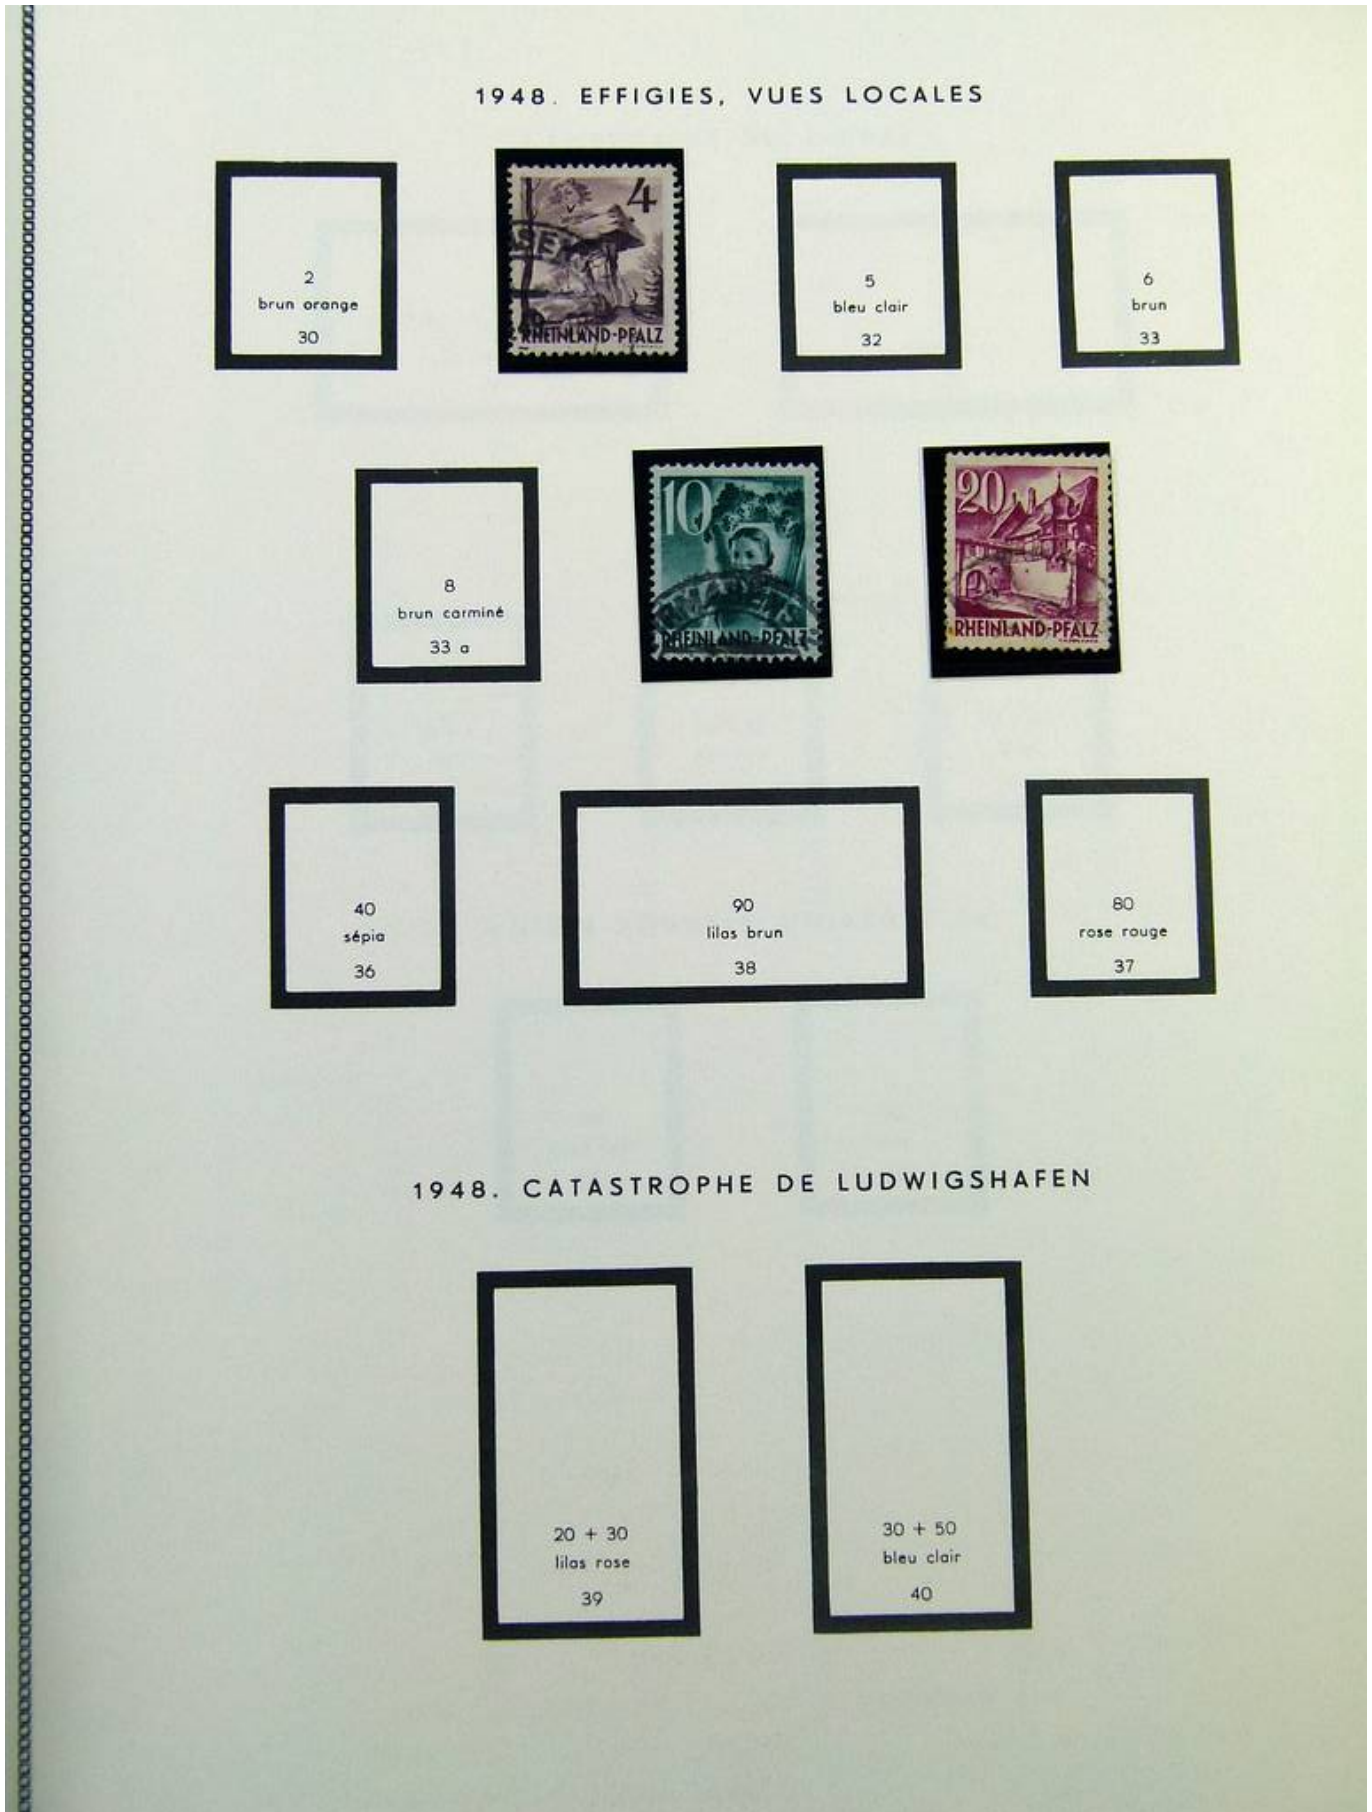 1948. EFFIGIES, VUES LOCALES
2
brun orange
30
4
RHEINLAND-PFALZ
5
bleu clair
32
6
brun
33
8
brun carminé
33 a
10
RHEINLAND-PFALZ
20
RHEINLAND-PFALZ
40
sépia
36
90
lilas brun
38
80
rose rouge
37
1948. CATASTROPHE DE LUDWIGSHAFEN
20 + 30
lilas rose
39
30 + 50
bleu clair
40